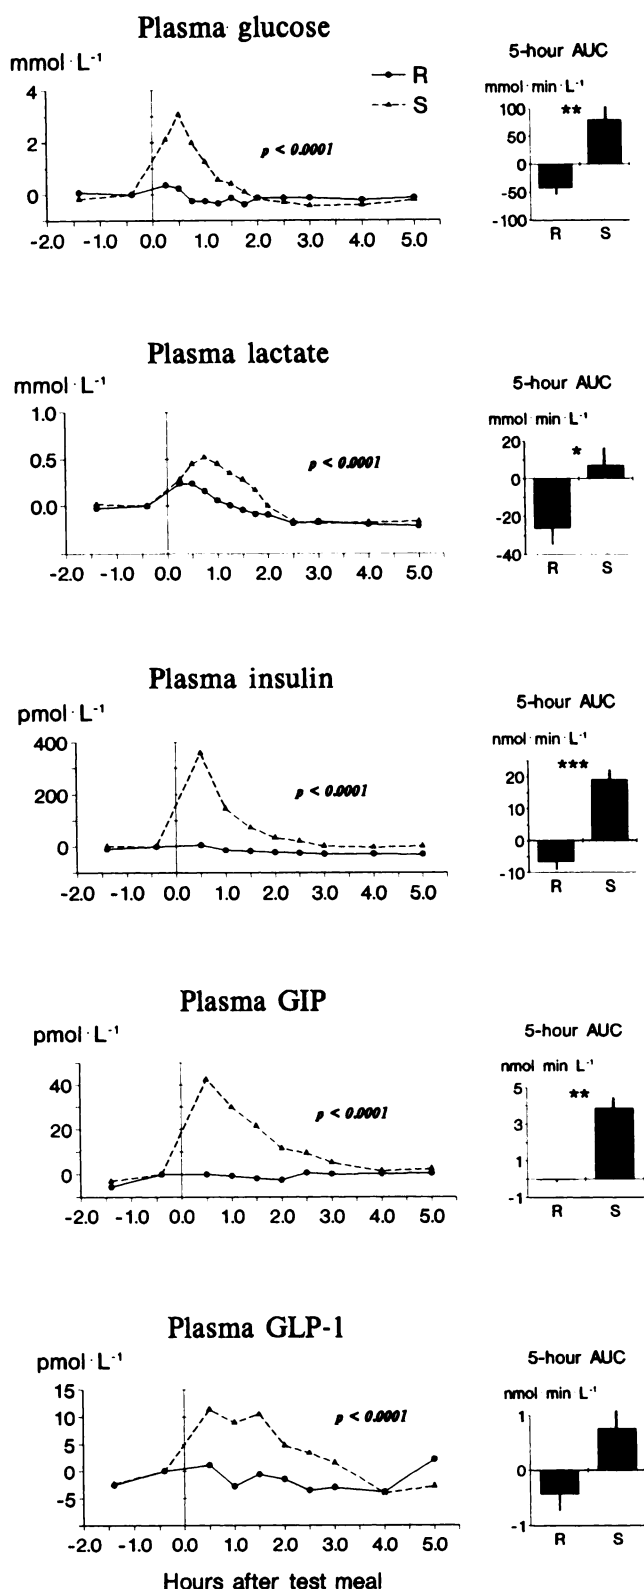 Plasma glucose
mmol·L⁻¹
R
S
4
2
0
p < 0.0001
-2.0 -1.0 0.0 1.0 2.0 3.0 4.0 5.0
5-hour AUC
mmol·min·L⁻¹
100
50
0
-50
-100
**
R S
Plasma lactate
mmol·L⁻¹
1.0
0.5
0.0
p < 0.0001
-2.0 -1.0 0.0 1.0 2.0 3.0 4.0 5.0
5-hour AUC
mmol min·L⁻¹
20
0
-20
-40
*
R S
Plasma insulin
pmol·L⁻¹
400
200
0
p < 0.0001
-2.0 -1.0 0.0 1.0 2.0 3.0 4.0 5.0
5-hour AUC
nmol·min·L⁻¹
20
10
0
-10
***
R S
Plasma GIP
pmol·L⁻¹
40
20
0
p < 0.0001
-2.0 -1.0 0.0 1.0 2.0 3.0 4.0 5.0
5-hour AUC
nmol min L⁻¹
5
3
1
-1
**
R S
Plasma GLP-1
pmol·L⁻¹
15
10
5
0
-5
p < 0.0001
-2.0 -1.0 0.0 1.0 2.0 3.0 4.0 5.0
Hours after test meal
5-hour AUC
nmol min L⁻¹
1
0
-1
R S